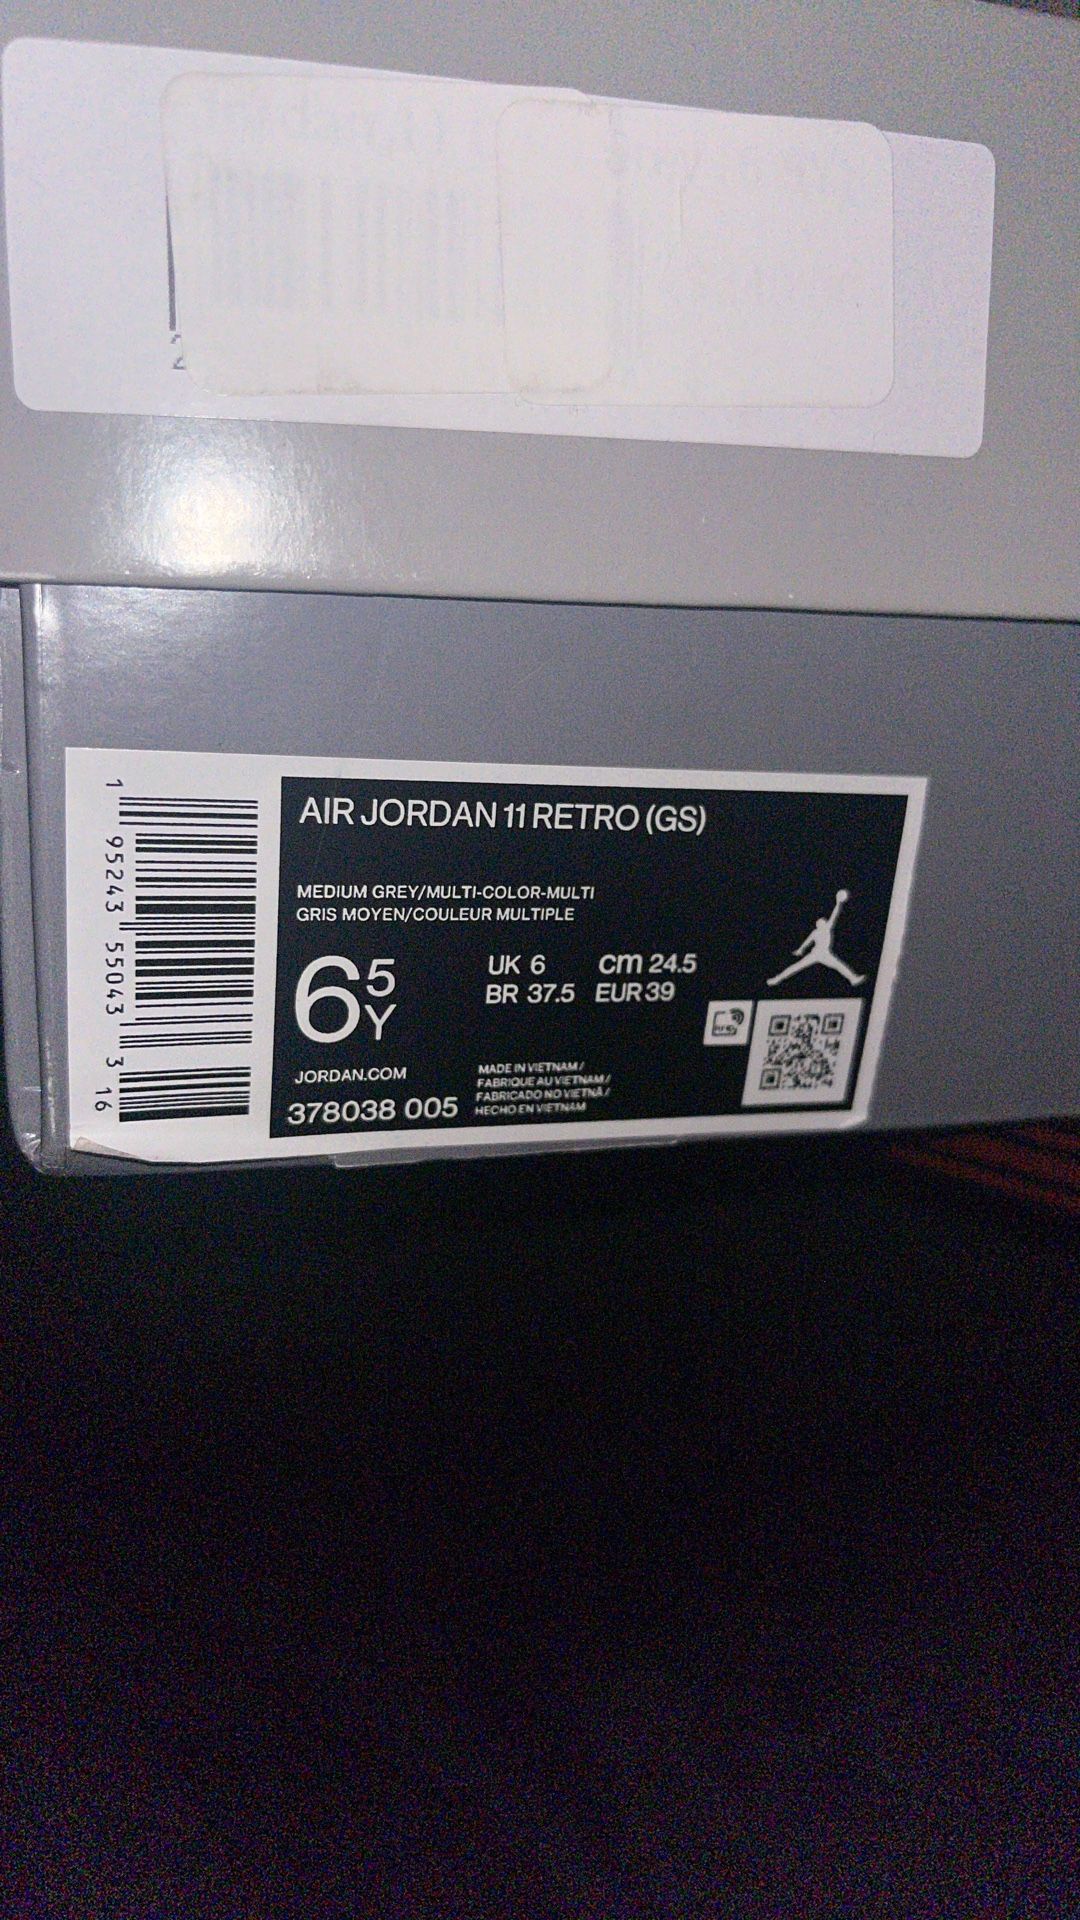 AIR JORDAN 11 RETRO (GS)
MEDIUM GREY/MULTI-COLOR-MULTI
GRIS MOYEN/COULEUR MULTIPLE
6 5 Y
UK 6 cm 24.5
BR 37.5 EUR 39
JORDAN.COM
378038 005
MADE IN VIETNAM /
FABRIQUE AU VIETNAM /
FABRICADO NO VIETNÃ /
HECHO EN VIETNAM
1 95243 55043 3 16